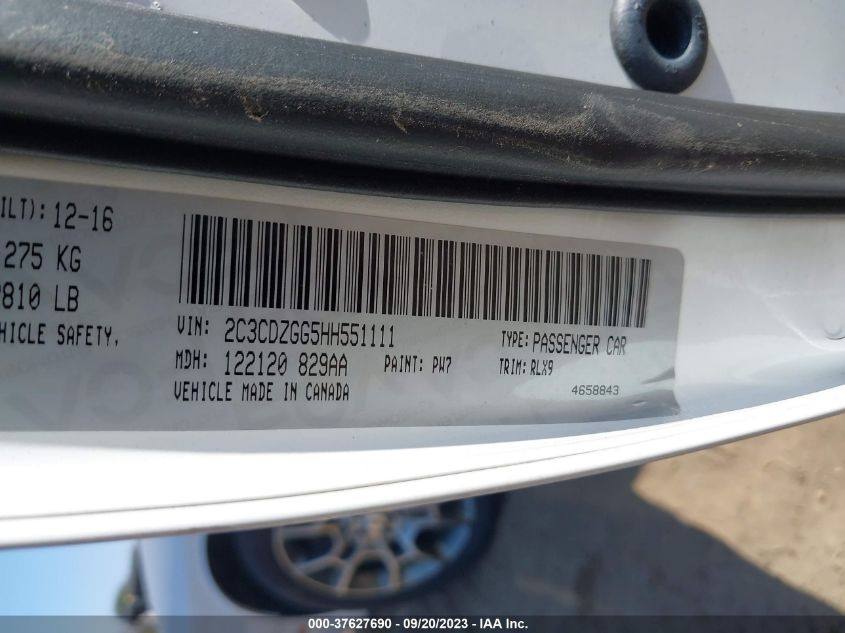 ILT): 12-16
275 KG
810 LB
HICLE SAFETY.
VIN: 2C3CDZGG5HH551111
TYPE: PASSENGER CAR
MDH: 122120 829AA
PAINT: PW7
TRIM: RLX9
VEHICLE MADE IN CANADA
4658843
000-37627690 - 09/20/2023 - IAA Inc.